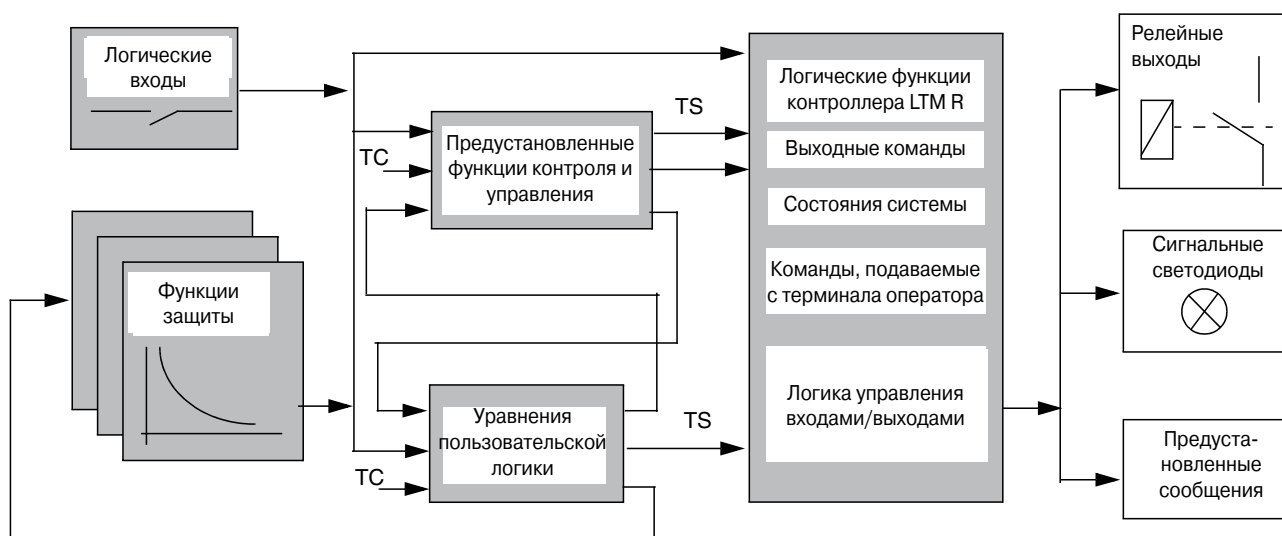 Логические
входы
Функции
защиты
TC
Предустановленные
функции контроля и
управления
TS
TC
Уравнения
пользовательской
логики
TS
Логические функции
контроллера LTM R
Выходные команды
Состояния системы
Команды, подаваемые
с терминала оператора
Логика управления
входами/выходами
Релейные
выходы
Сигнальные
светодиоды
Предуста-
новленные
сообщения